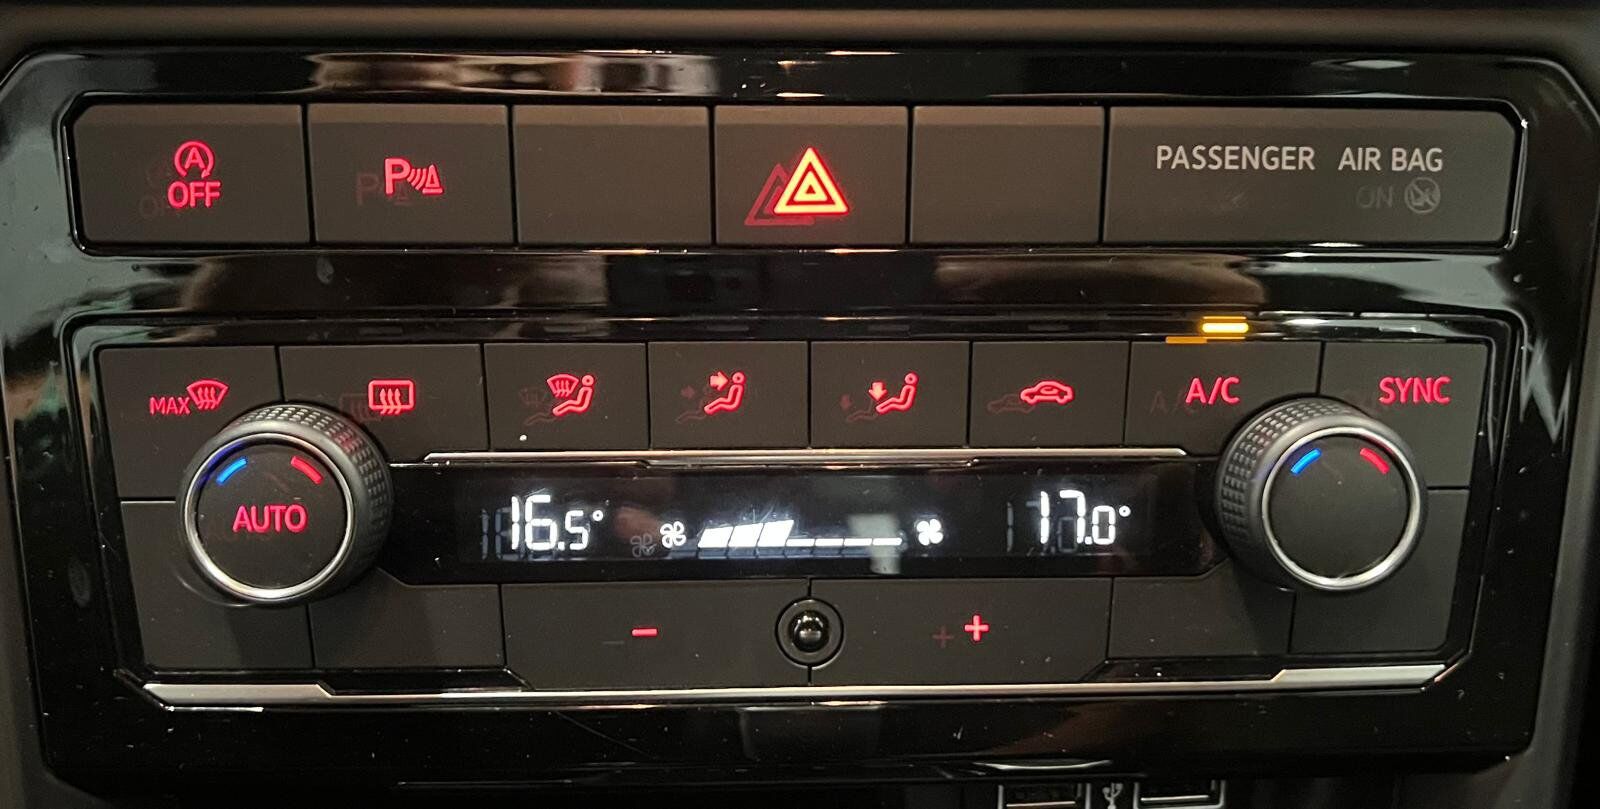 A
OFF
P
PASSENGER AIR BAG
ON
MAX
A/C
SYNC
AUTO
16.5°
17.0°
- +